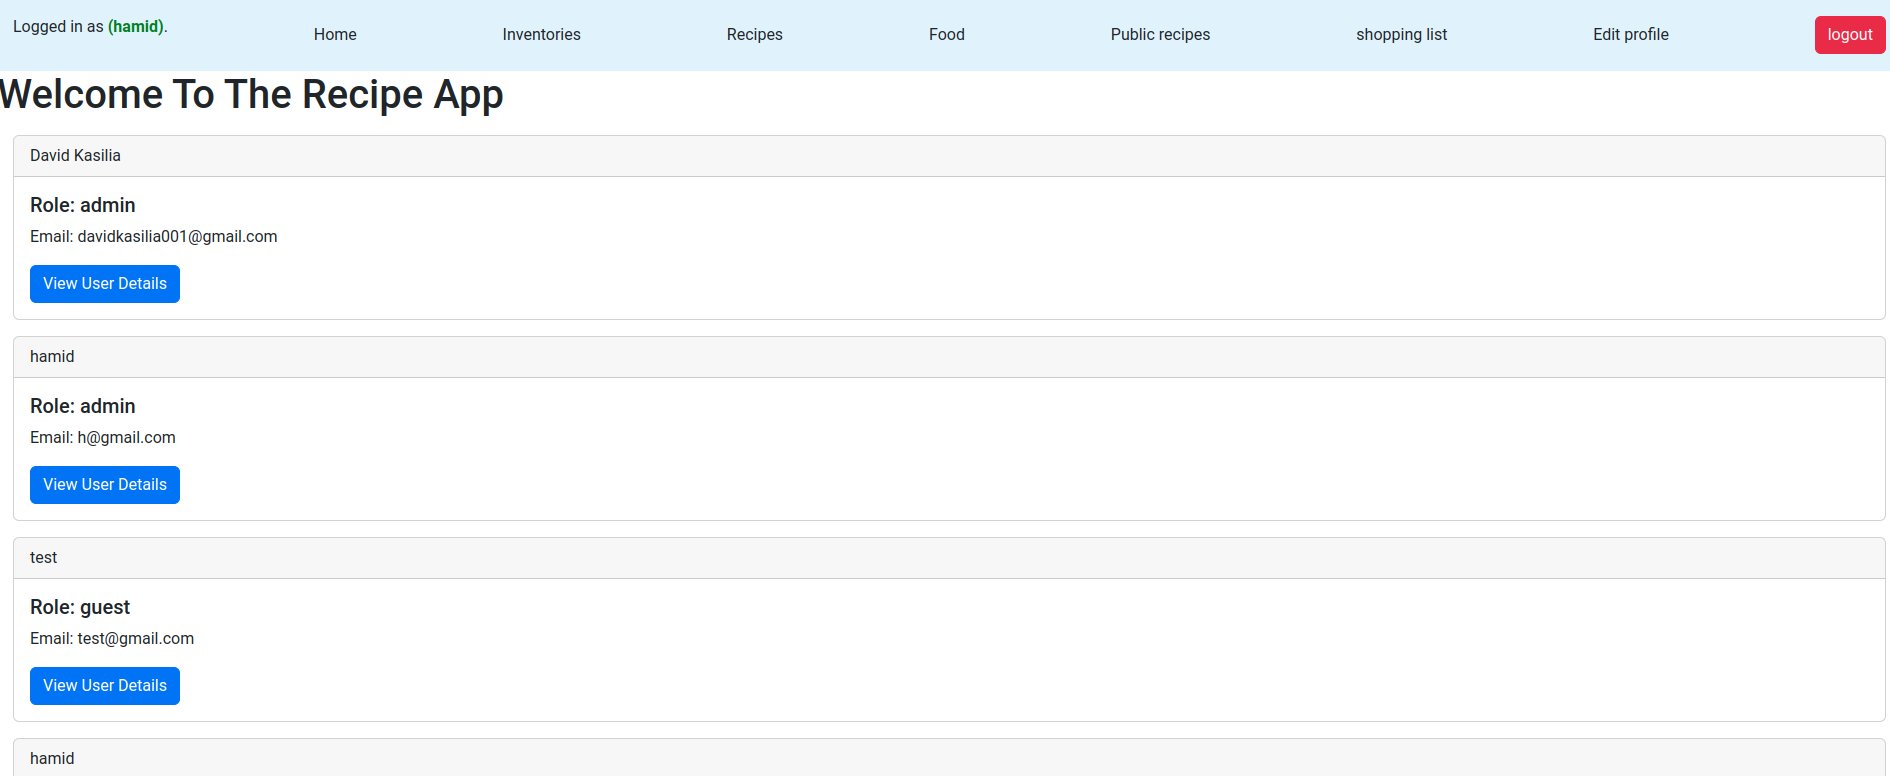 Logged in as (hamid). Home Inventories Recipes Food Public recipes shopping list Edit profile logout
Welcome To The Recipe App
David Kasilia
Role: admin
Email: davidkasilia001@gmail.com
View User Details
hamid
Role: admin
Email: h@gmail.com
View User Details
test
Role: guest
Email: test@gmail.com
View User Details
hamid